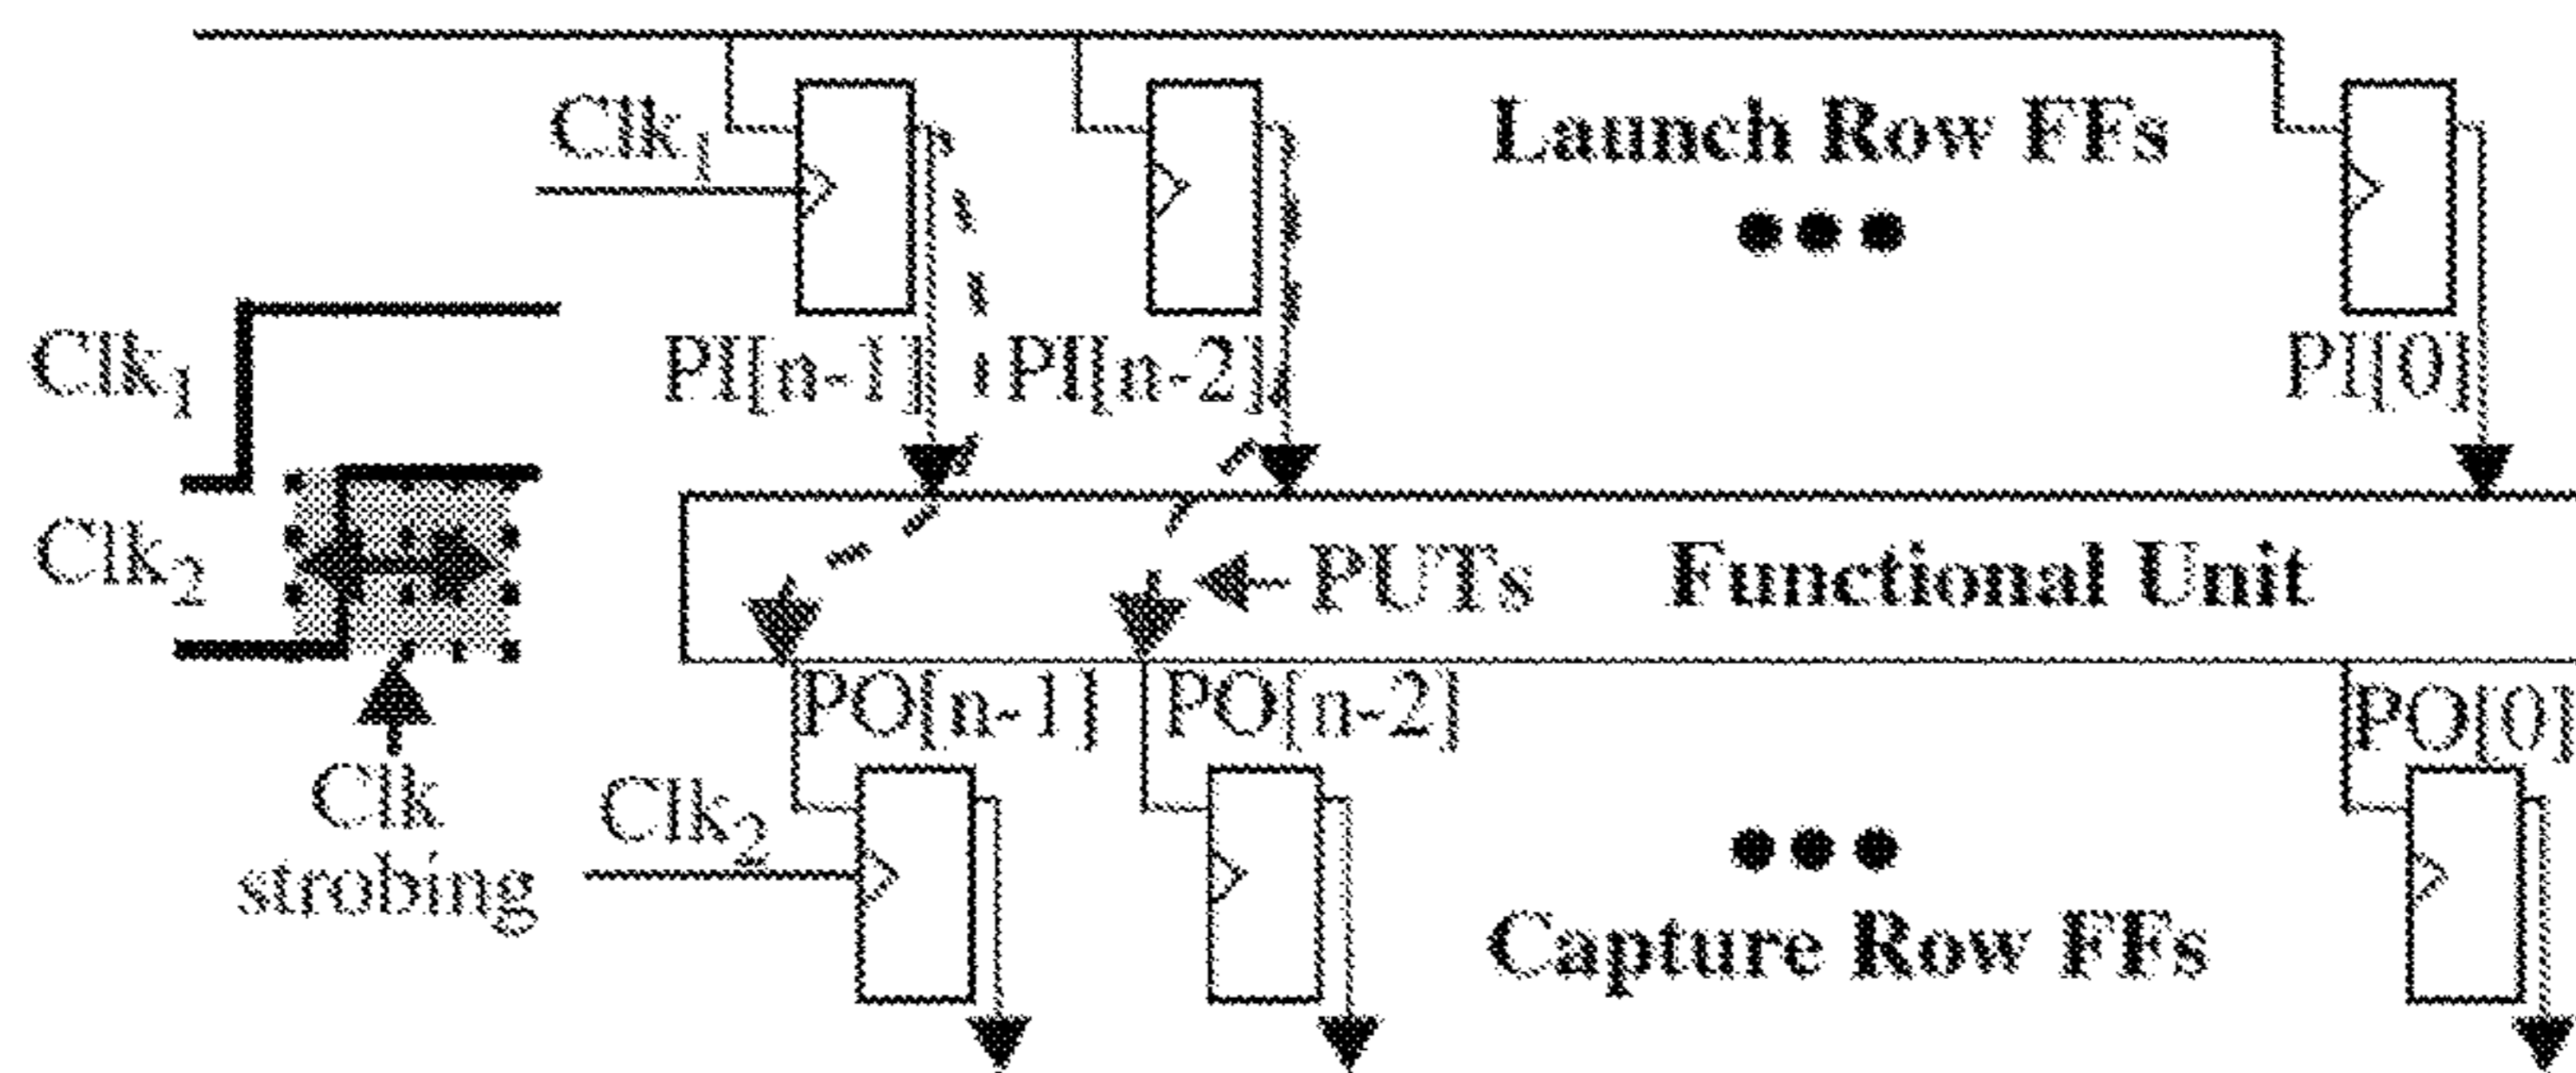 Clk1
Launch Row FFs
Clk1
PI[n-1]
PI[n-2]
PI[0]
Clk2
PUTs
Functional Unit
PO[n-1]
PO[n-2]
PO[0]
Clk
strobing
Clk2
Capture Row FFs